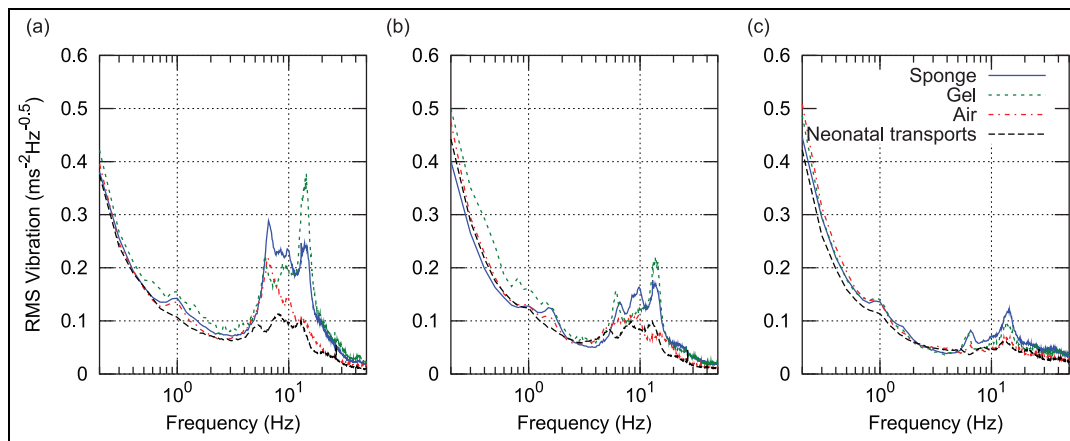 (a)
(b)
(c)
RMS Vibration (ms⁻²Hz⁻⁰·⁵)
0.6
0.5
0.4
0.3
0.2
0.1
0
10⁰
10¹
Frequency (Hz)
0.6
0.5
0.4
0.3
0.2
0.1
0
10⁰
10¹
Frequency (Hz)
0.6
0.5
0.4
0.3
0.2
0.1
0
10⁰
10¹
Frequency (Hz)
Sponge
Gel
Air
Neonatal transports